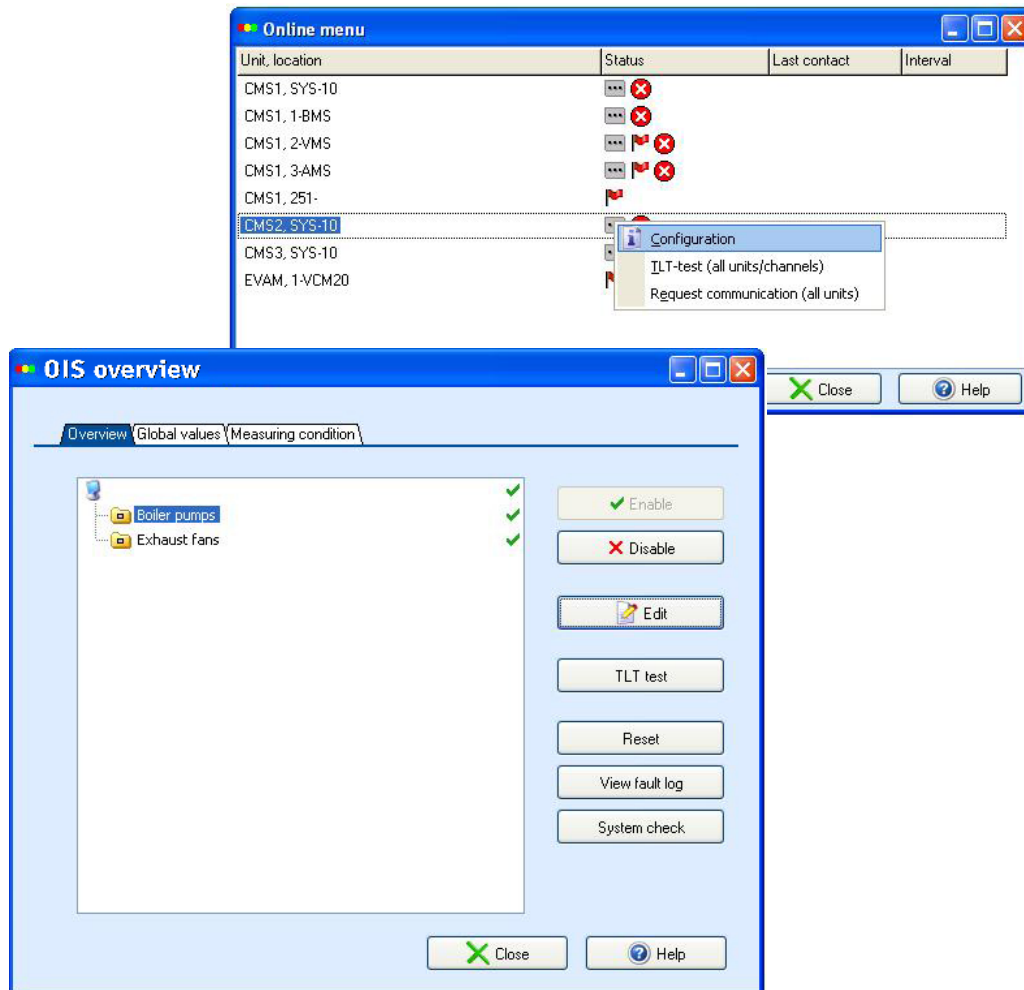 Online menu
Unit, location Status Last contact Interval
CMS1, SYS-10
CMS1, 1-BMS
CMS1, 2-VMS
CMS1, 3-AMS
CMS1, 251-
CMS2, SYS-10
CMS3, SYS-10
EVAM, 1-VCM20
Configuration
TLT-test (all units/channels)
Request communication (all units)
Close Help
OIS overview
Overview Global values Measuring condition
Boiler pumps
Exhaust fans
Enable
Disable
Edit
TLT test
Reset
View fault log
System check
Close Help